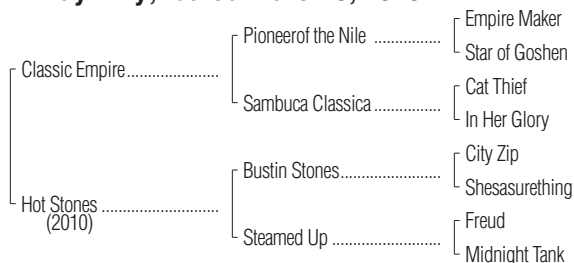 Empire Maker
Pioneerof the Nile
Star of Goshen
Classic Empire
Cat Thief
Sambuca Classica
In Her Glory
City Zip
Bustin Stones
Shesasurething
Hot Stones
(2010)
Freud
Steamed Up
Midnight Tank